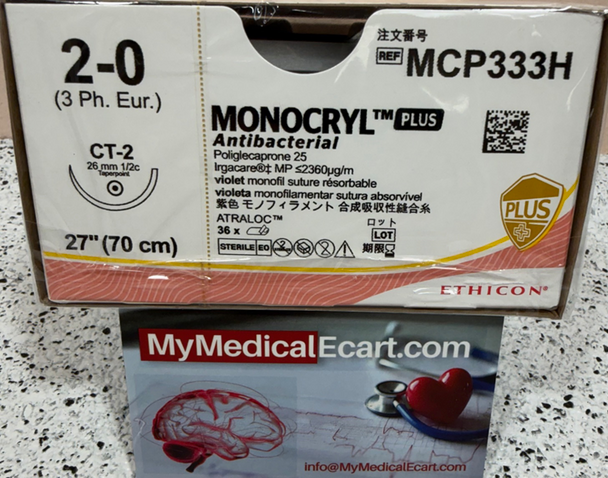 2-0
(3 Ph. Eur.)
CT-2
26 mm 1/2c
Taperpoint
27" (70 cm)
注文番号
REF MCP333H
MONOCRYL™ PLUS
Antibacterial
Poliglecaprone 25
Irgacare®‡ MP ≤2360µg/m
violet monofil suture résorbable
violeta monofilamentar sutura absorvível
紫色 モノフィラメント 合成吸収性縫合糸
ATRALOC™
36 x
ロット
LOT
STERILE EO
期限
PLUS
ETHICON®
MyMedicalEcart.com
info@MyMedicalEcart.com